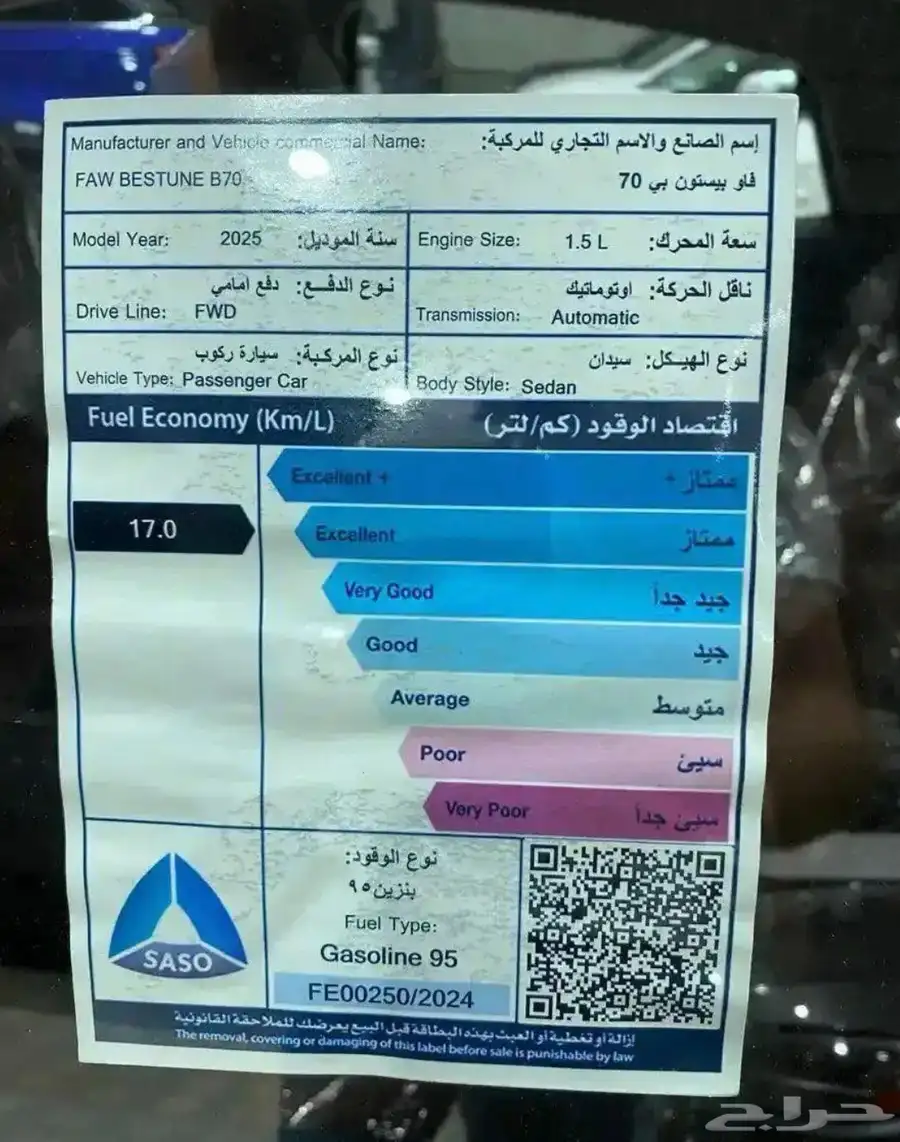 Manufacturer and Vehicle commercial Name: إسم الصانع والاسم التجاري للمركبة:
FAW BESTUNE B70 فاو بيستون بي 70
Model Year: 2025 سنة الموديل: Engine Size: 1.5 L سعة المحرك:
نوع الدفع: دفع امامي
Drive Line: FWD
ناقل الحركة: اوتوماتيك
Transmission: Automatic
نوع المركبة: سيارة ركوب
Vehicle Type: Passenger Car
نوع الهيكل: سيدان
Body Style: Sedan
Fuel Economy (Km/L) اقتصاد الوقود (كم/لتر)
Excellent + ممتاز +
17.0
Excellent ممتاز
Very Good جيد جداً
Good جيد
Average متوسط
Poor سيئ
Very Poor سيئ جداً
SASO
نوع الوقود:
بنزين ٩٥
Fuel Type:
Gasoline 95
FE00250/2024
إزالة أو تغطية أو العبث بهذه البطاقة قبل البيع يعرضك للملاحقة القانونية
The removal, covering or damaging of this label before sale is punishable by law
حراج